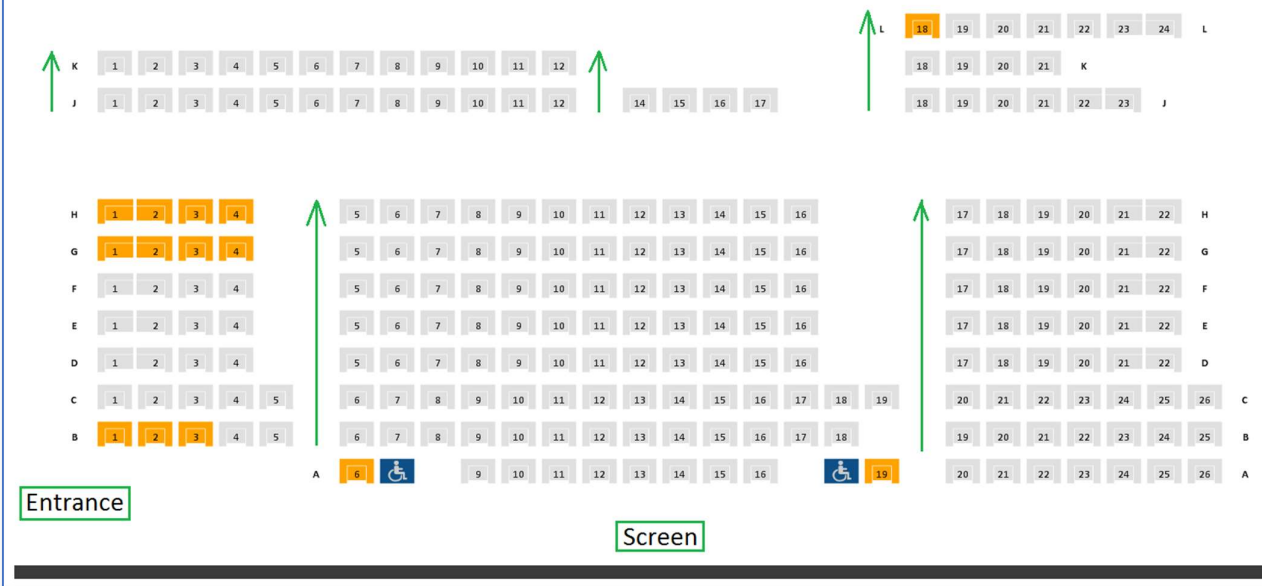 L 18 19 20 21 22 23 24 L
K 1 2 3 4 5 6 7 8 9 10 11 12 18 19 20 21 K
J 1 2 3 4 5 6 7 8 9 10 11 12 14 15 16 17 18 19 20 21 22 23 J
H 1 2 3 4 5 6 7 8 9 10 11 12 13 14 15 16 17 18 19 20 21 22 H
G 1 2 3 4 5 6 7 8 9 10 11 12 13 14 15 16 17 18 19 20 21 22 G
F 1 2 3 4 5 6 7 8 9 10 11 12 13 14 15 16 17 18 19 20 21 22 F
E 1 2 3 4 5 6 7 8 9 10 11 12 13 14 15 16 17 18 19 20 21 22 E
D 1 2 3 4 5 6 7 8 9 10 11 12 13 14 15 16 17 18 19 20 21 22 D
C 1 2 3 4 5 6 7 8 9 10 11 12 13 14 15 16 17 18 19 20 21 22 23 24 25 26 C
B 1 2 3 4 5 6 7 8 9 10 11 12 13 14 15 16 17 18 19 20 21 22 23 24 25 B
A 6 9 10 11 12 13 14 15 16 19 20 21 22 23 24 25 26 A
Entrance
Screen